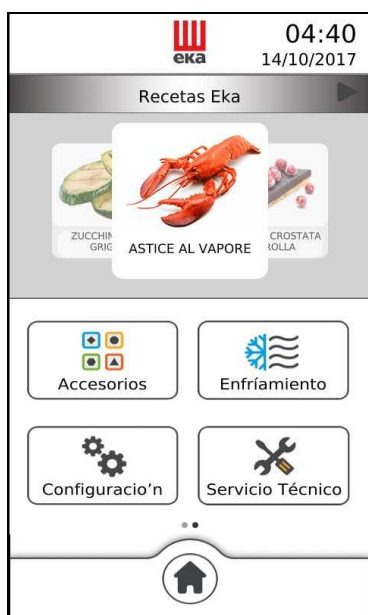 eka
04:40
14/10/2017
Recetas Eka
ZUCCHIN
GRIG
ASTICE AL VAPORE
CROSTATA
ROLLA
Accesorios
Enfríamiento
Configuracio’n
Servicio Técnico